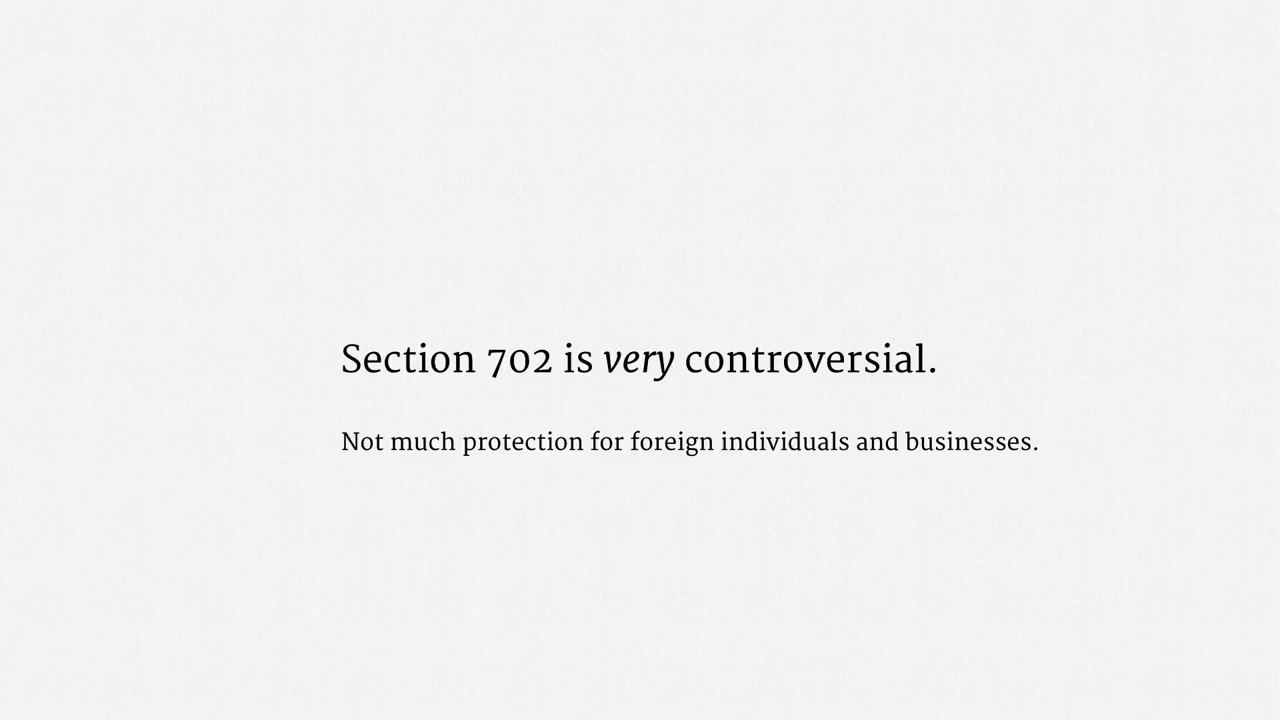 Section 702 is very controversial.
Not much protection for foreign individuals and businesses.